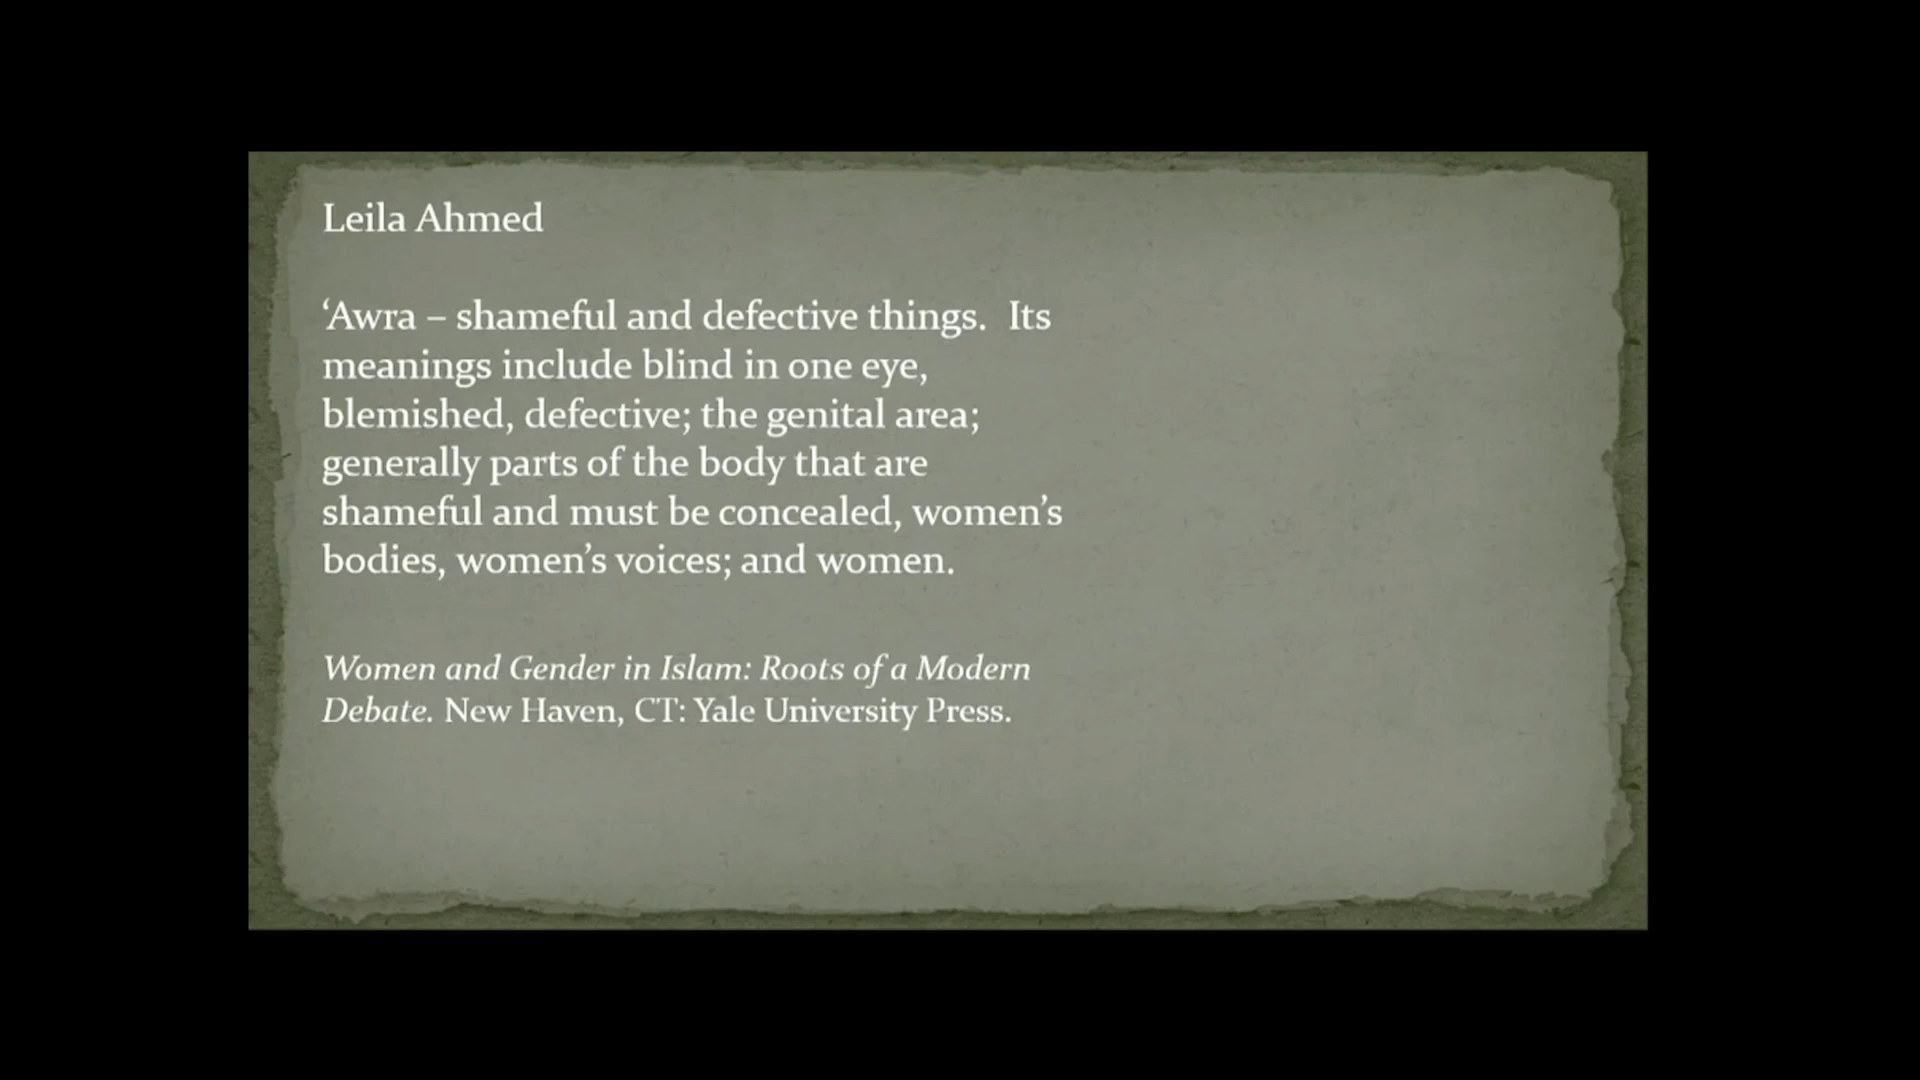 Leila Ahmed
‘Awra – shameful and defective things.  Its
meanings include blind in one eye,
blemished, defective; the genital area;
generally parts of the body that are
shameful and must be concealed, women’s
bodies, women’s voices; and women.
Women and Gender in Islam: Roots of a Modern
Debate. New Haven, CT: Yale University Press.